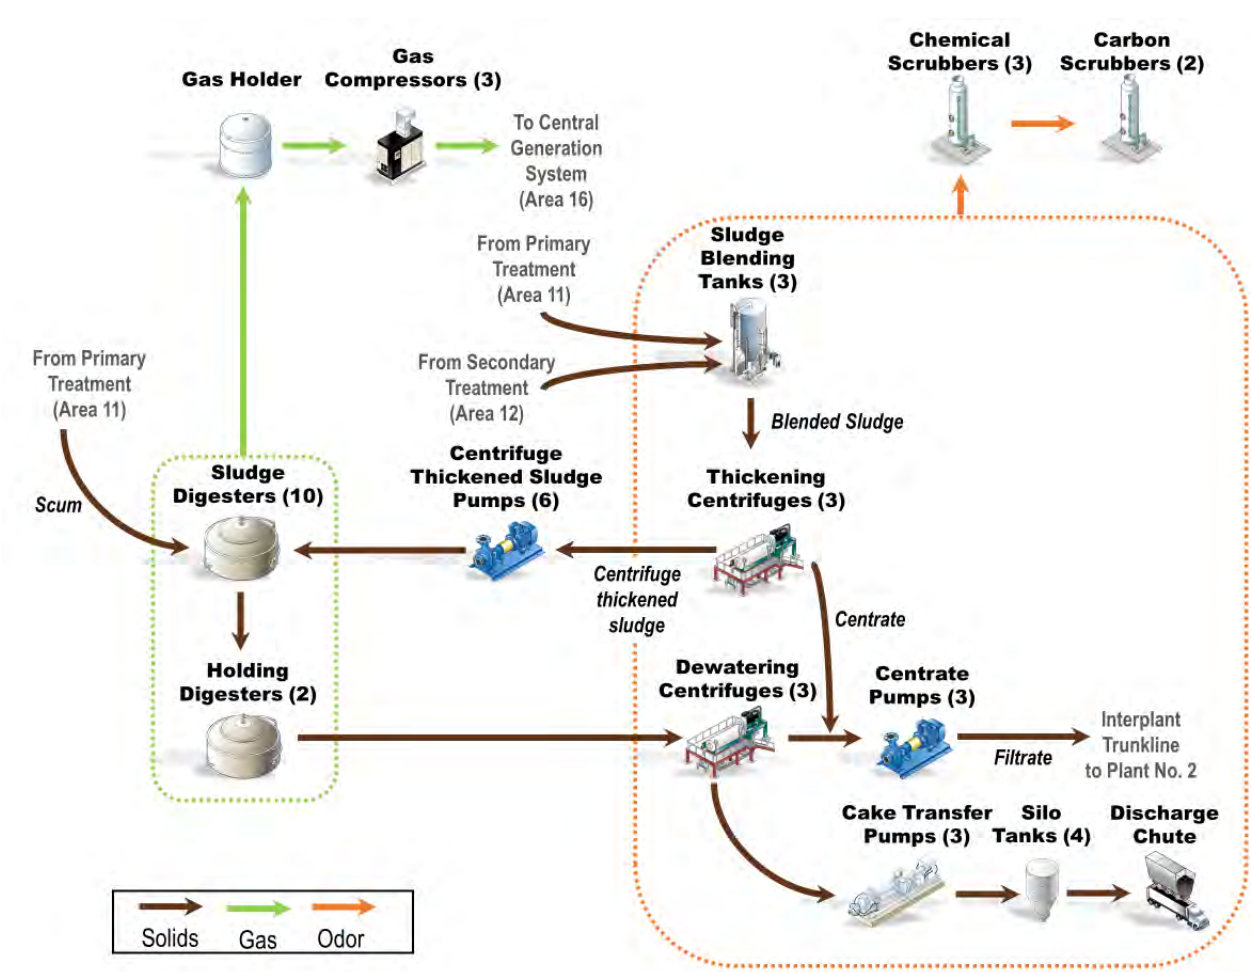 Gas Holder
Gas
Compressors (3)
To Central
Generation
System
(Area 16)
Chemical
Scrubbers (3)
Carbon
Scrubbers (2)
From Primary
Treatment
(Area 11)
Sludge
Blending
Tanks (3)
From Secondary
Treatment
(Area 12)
Blended Sludge
From Primary
Treatment
(Area 11)
Scum
Sludge
Digesters (10)
Centrifuge
Thickened Sludge
Pumps (6)
Thickening
Centrifuges (3)
Centrifuge
thickened
sludge
Centrate
Holding
Digesters (2)
Dewatering
Centrifuges (3)
Centrate
Pumps (3)
Filtrate
Interplant
Trunkline
to Plant No. 2
Cake Transfer
Pumps (3)
Silo
Tanks (4)
Discharge
Chute
Solids
Gas
Odor